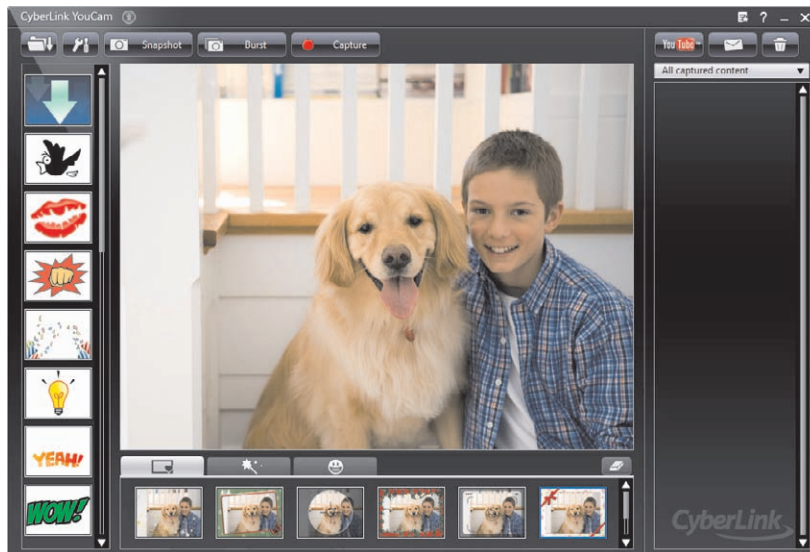 CyberLink YouCam
?
Snapshot
Burst
Capture
You Tube
All captured content
YEAH!
WOW!
CyberLink